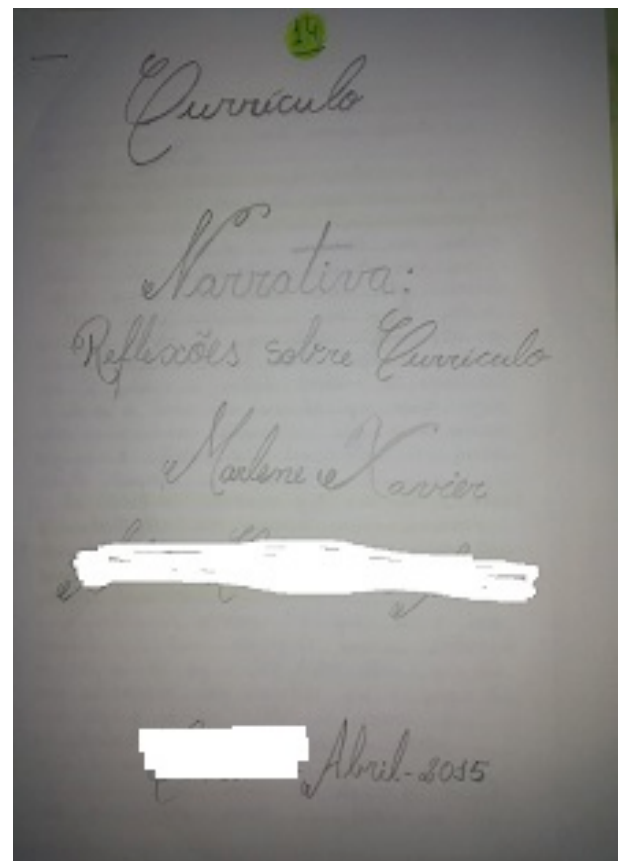 14
Currículo
Narrativa:
Reflexões sobre Currículo
Marlene Xavier
Abril-2015